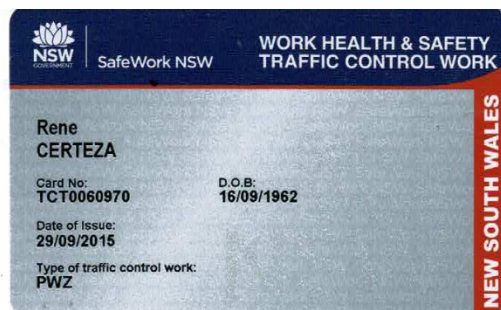 NSW
GOVERNMENT
SafeWork NSW
WORK HEALTH & SAFETY
TRAFFIC CONTROL WORK
NEW SOUTH WALES
Rene
CERTEZA
Card No:
TCT0060970
D.O.B:
16/09/1962
Date of Issue:
29/09/2015
Type of traffic control work:
PWZ